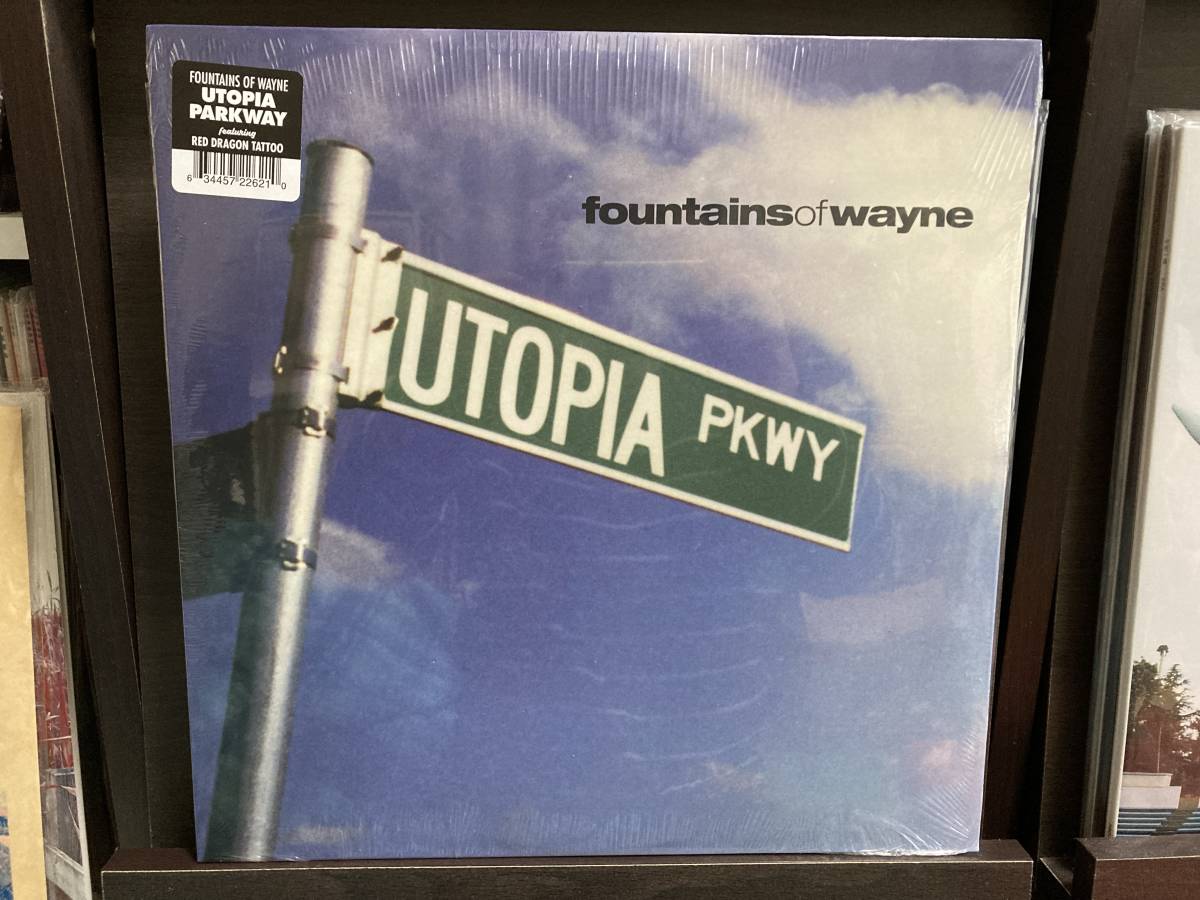 FOUNTAINS OF WAYNE
UTOPIA
PARKWAY
featuring
RED DRAGON TATTOO
6 34457 22621 0
fountainsofwayne
UTOPIA PKWY